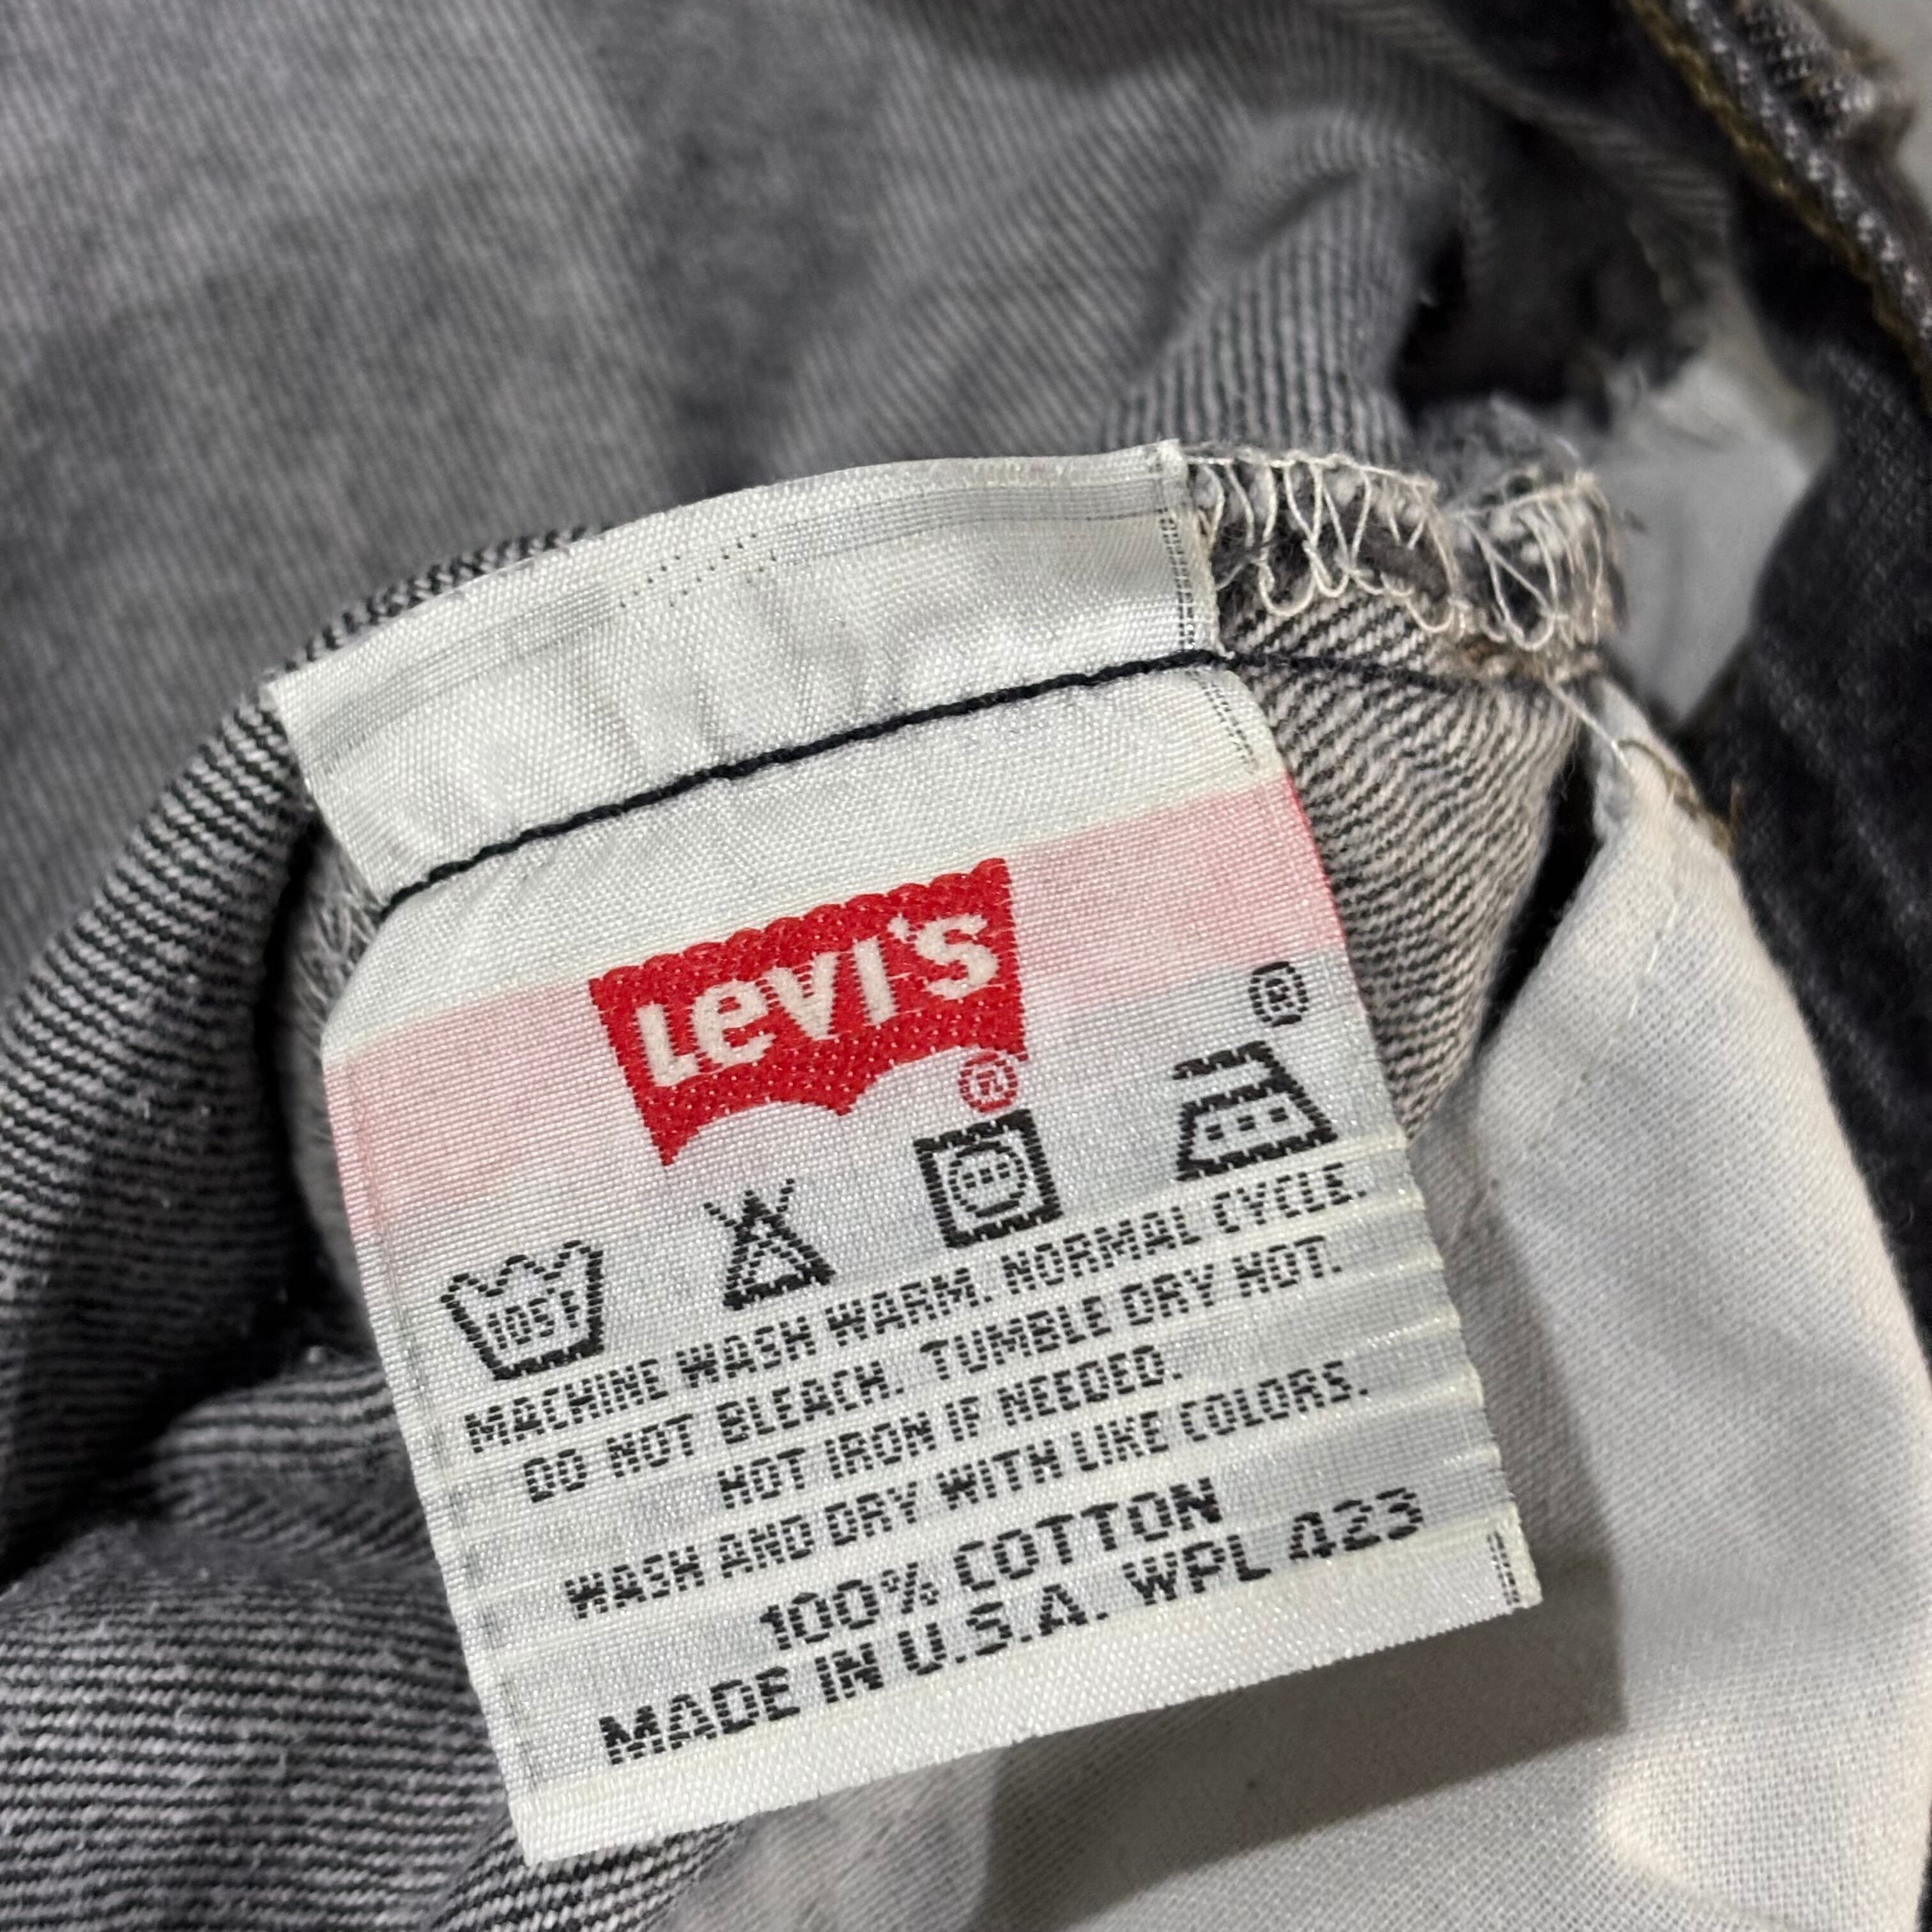 Levi's
®
®
105F
MACHINE WASH WARM. NORMAL CYCLE.
DO NOT BLEACH. TUMBLE DRY HOT.
HOT IRON IF NEEDED.
WASH AND DRY WITH LIKE COLORS.
100% COTTON
MADE IN U.S.A. WPL 423